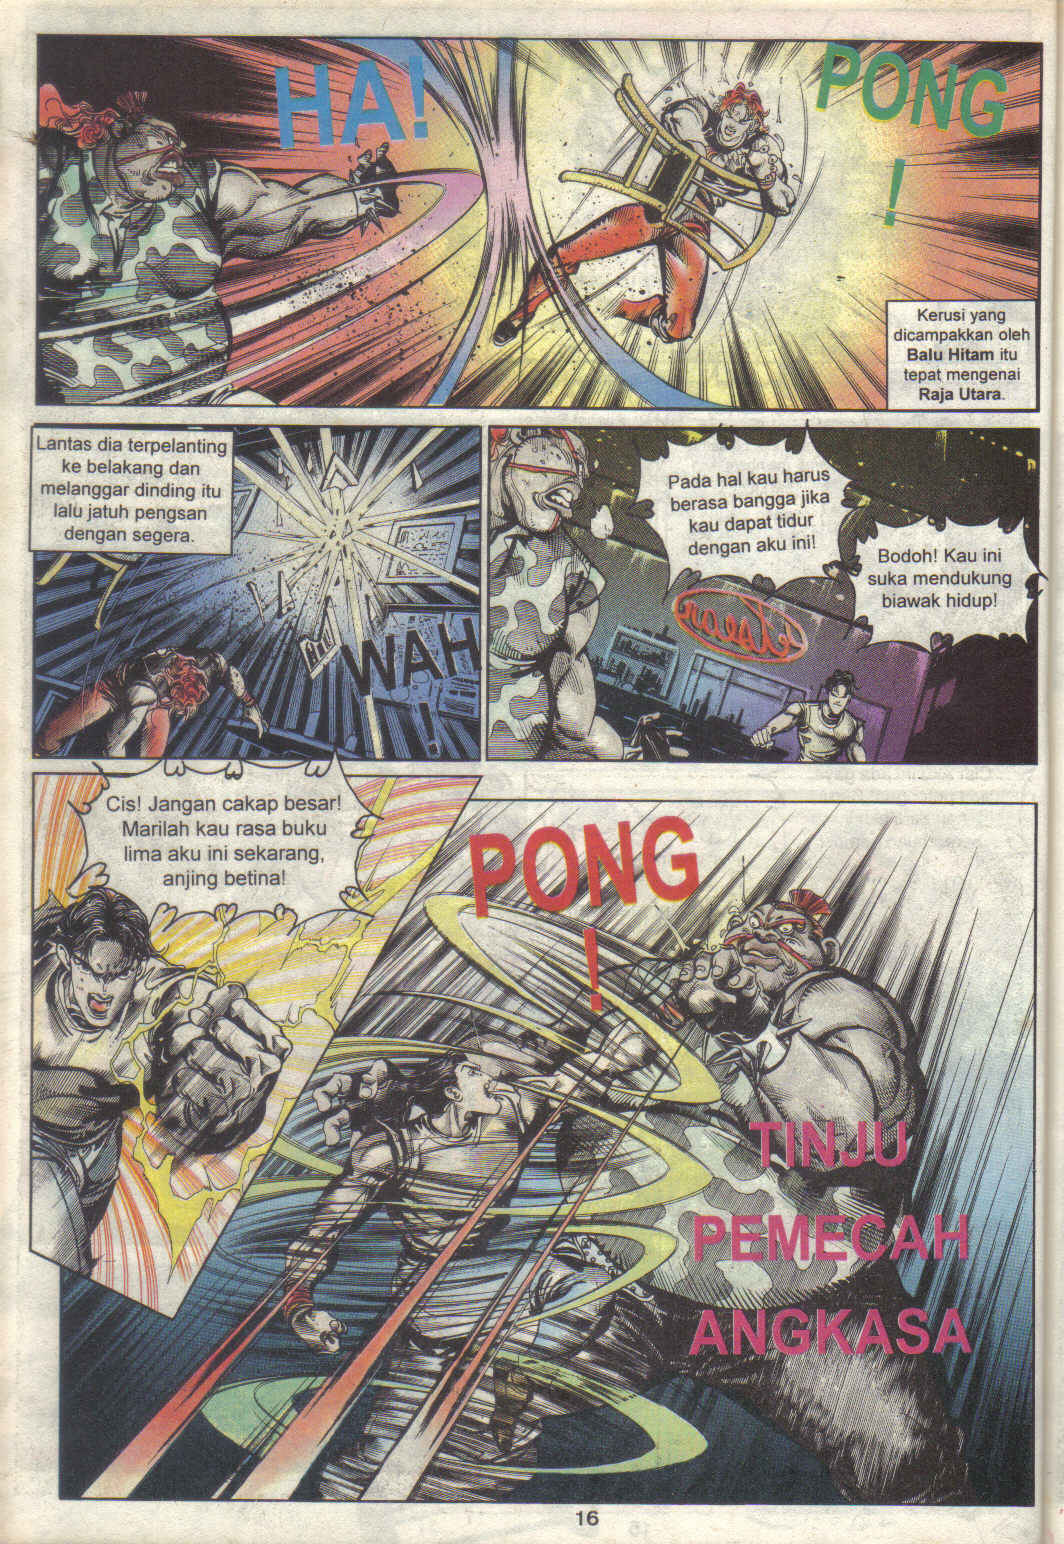 HA!
PONG
!
Kerusi yang
dicampakkan oleh
Balu Hitam itu
tepat mengenai
Raja Utara.
Lantas dia terpelanting
ke belakang dan
melanggar dinding itu
lalu jatuh pengsan
dengan segera.
WAH
!
Pada hal kau harus
berasa bangga jika
kau dapat tidur
dengan aku ini!
Bodoh! Kau ini
suka mendukung
biawak hidup!
Cis! Jangan cakap besar!
Marilah kau rasa buku
lima aku ini sekarang,
anjing betina!
PONG
!
TINJU
PEMECAH
ANGKASA
16